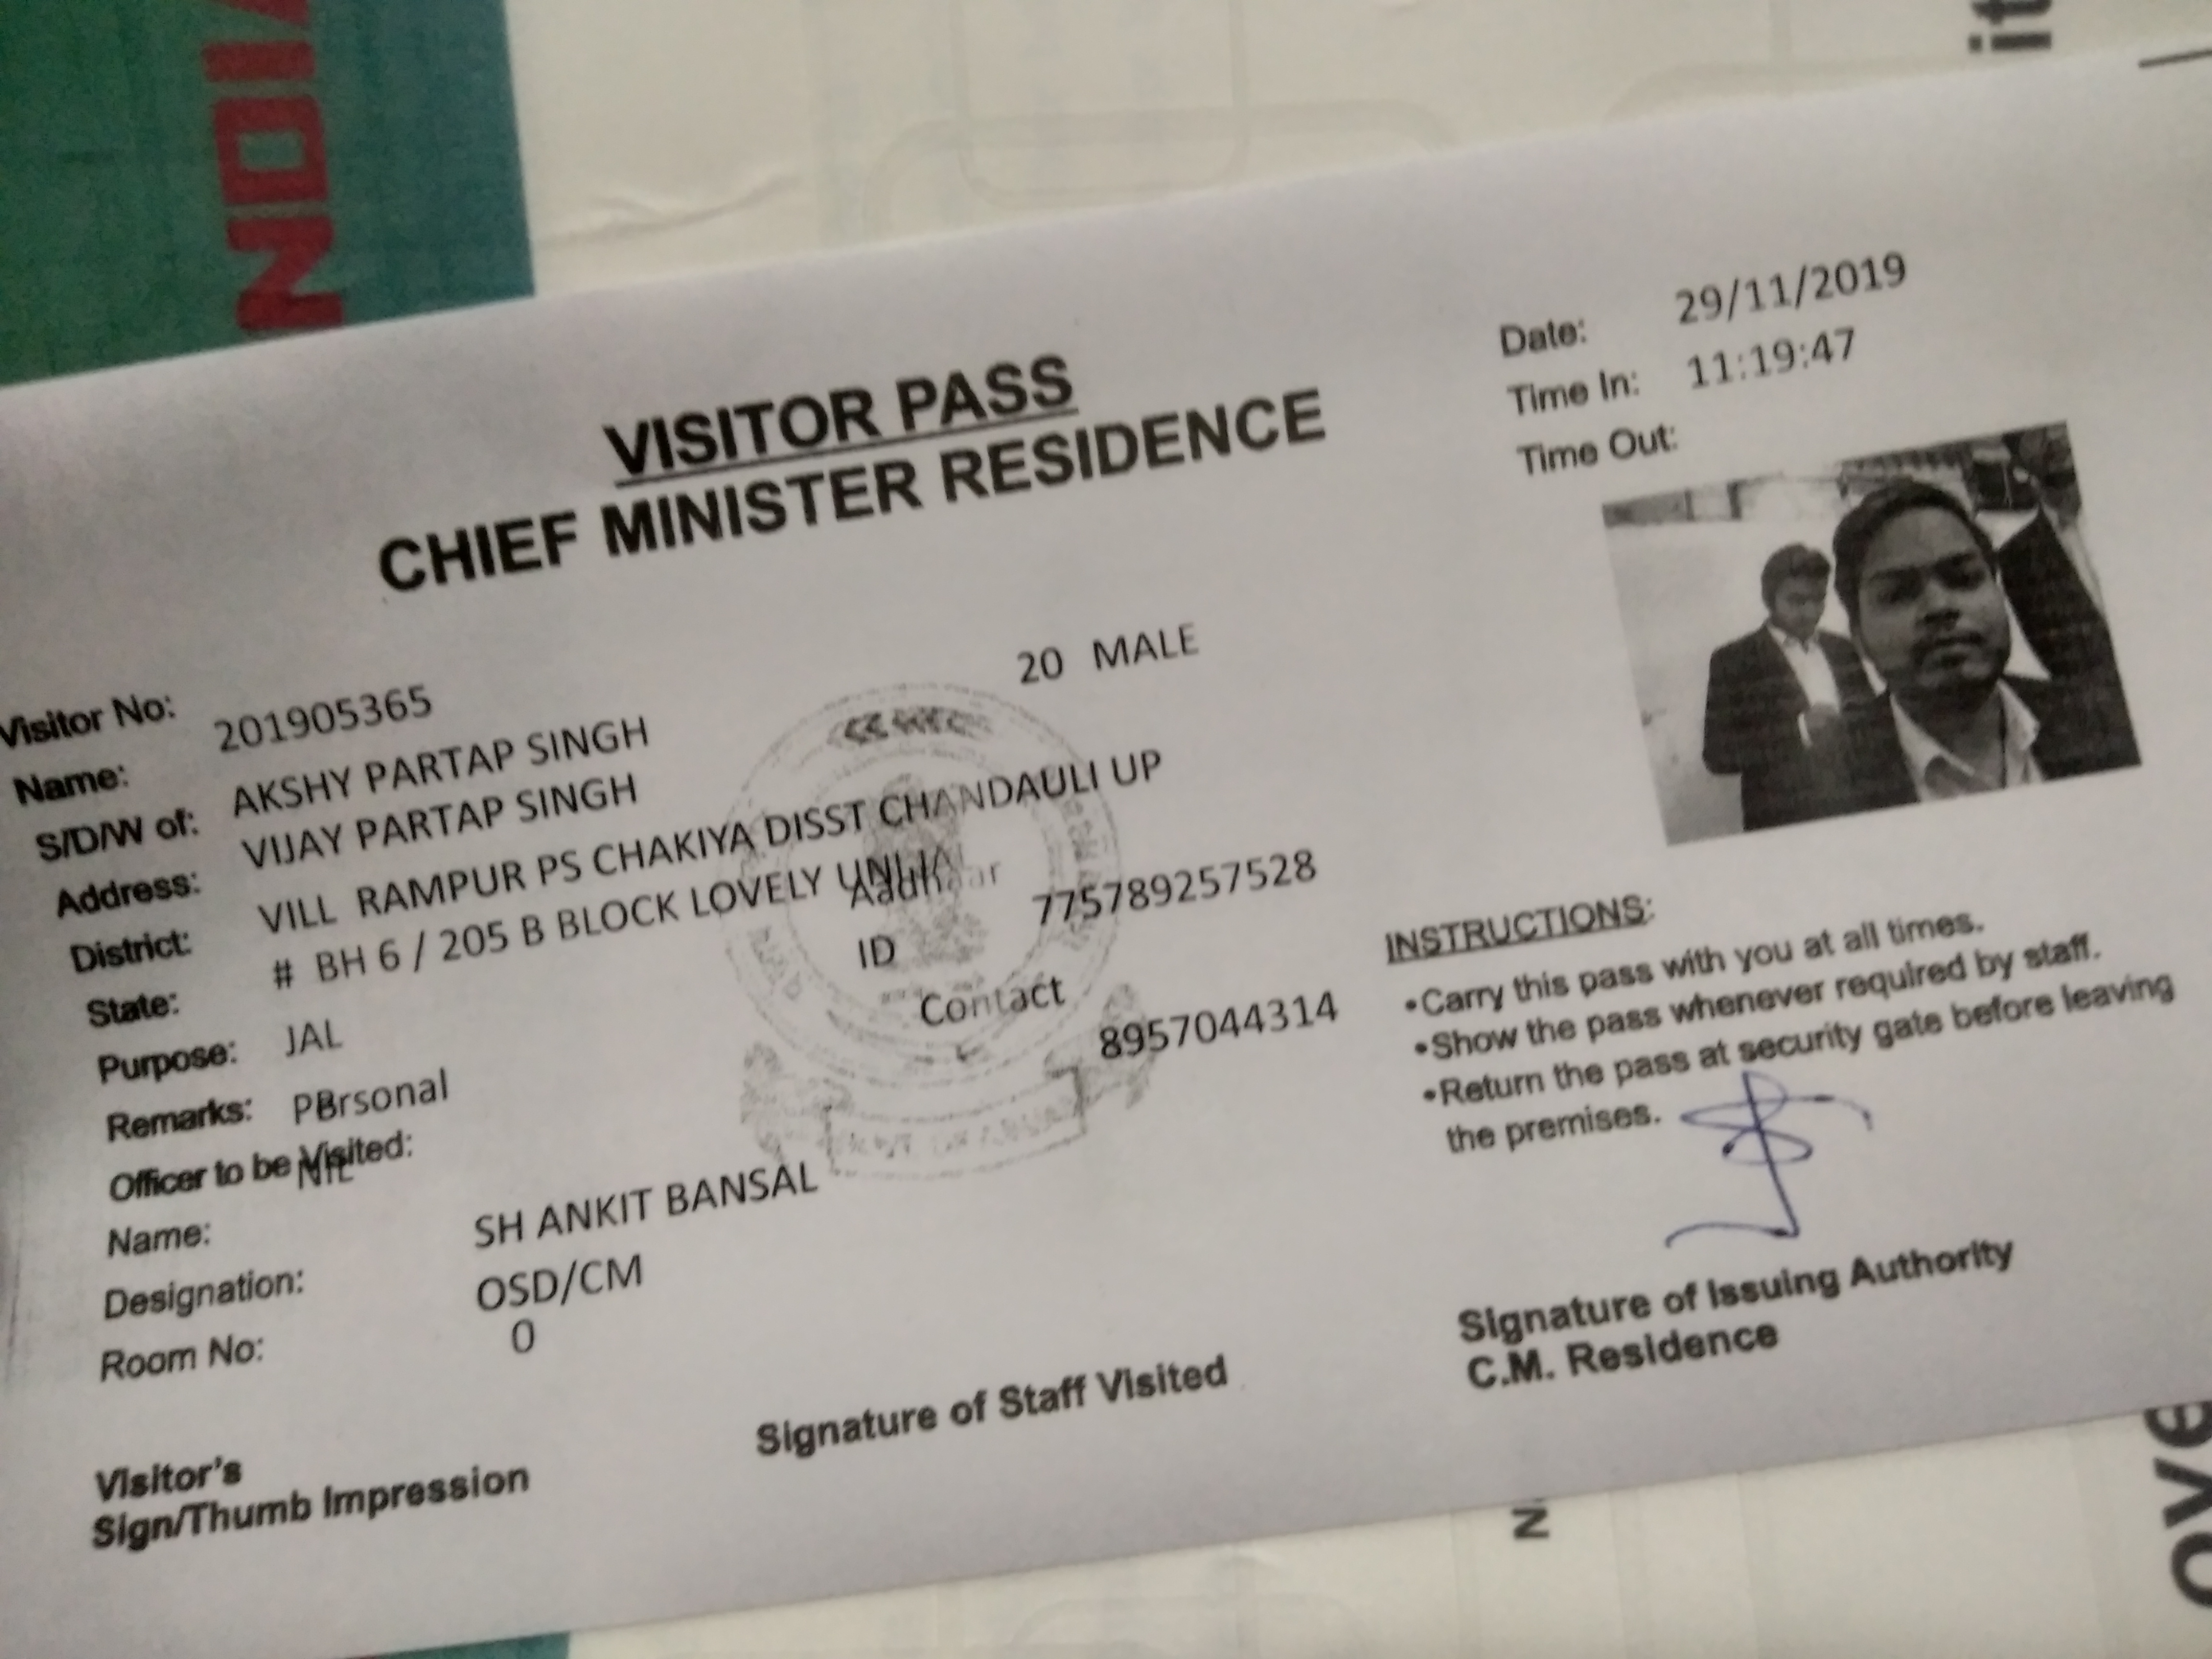 NDIA
it
Date: 29/11/2019
Time In: 11:19:47
Time Out:
VISITOR PASS
CHIEF MINISTER RESIDENCE
20 MALE
Visitor No: 201905365
Name: AKSHY PARTAP SINGH
S/D/W of: VIJAY PARTAP SINGH
Address: VILL RAMPUR PS CHAKIYA DISST CHANDAULI UP
District: # BH 6 / 205 B BLOCK LOVELY
Aadhaar
ID
775789257528
State: JAL
Contact
8957044314
Purpose:
Remarks:
Officer to be Visited:
NIL
Name: SH ANKIT BANSAL
Designation: OSD/CM
Room No: 0
INSTRUCTIONS:
•Carry this pass with you at all times.
•Show the pass whenever required by staff.
•Return the pass at security gate before leaving
the premises.
Visitor's
Sign/Thumb Impression
Signature of Staff Visited
Signature of Issuing Authority
C.M. Residence
N
ove